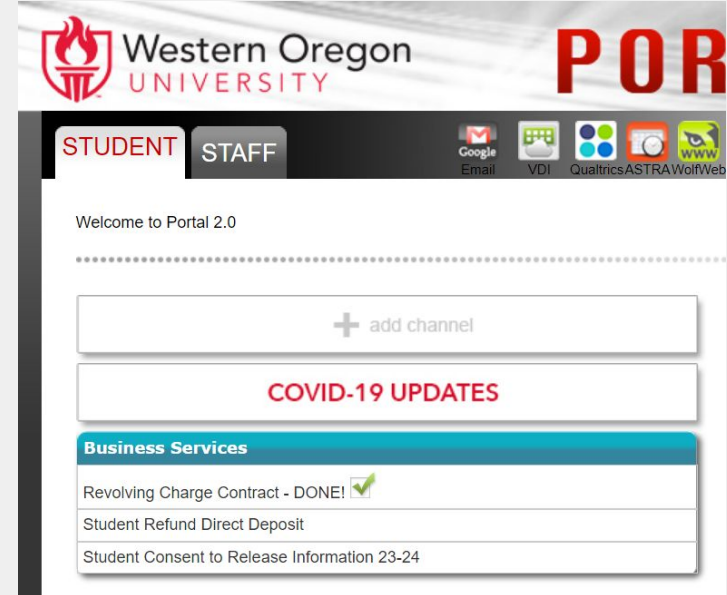 Western Oregon
UNIVERSITY
POR
STUDENT
STAFF
Google
Email
VDI
Qualtrics
ASTRA
www
WolfWeb
Welcome to Portal 2.0
add channel
COVID-19 UPDATES
Business Services
Revolving Charge Contract - DONE!
Student Refund Direct Deposit
Student Consent to Release Information 23-24